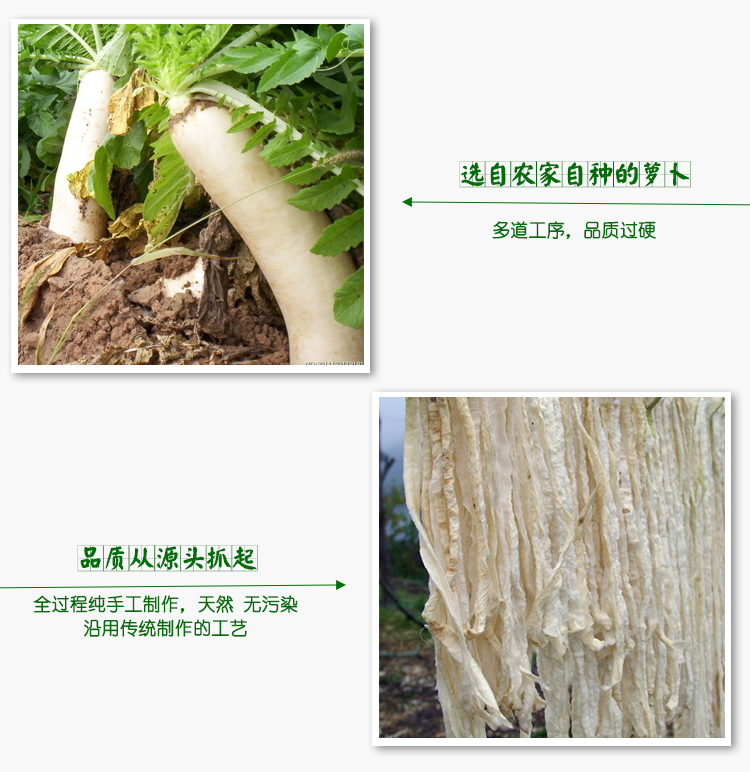 选自农家自种的萝卜
多道工序，品质过硬
品质从源头抓起
全过程纯手工制作，天然 无污染
沿用传统制作的工艺